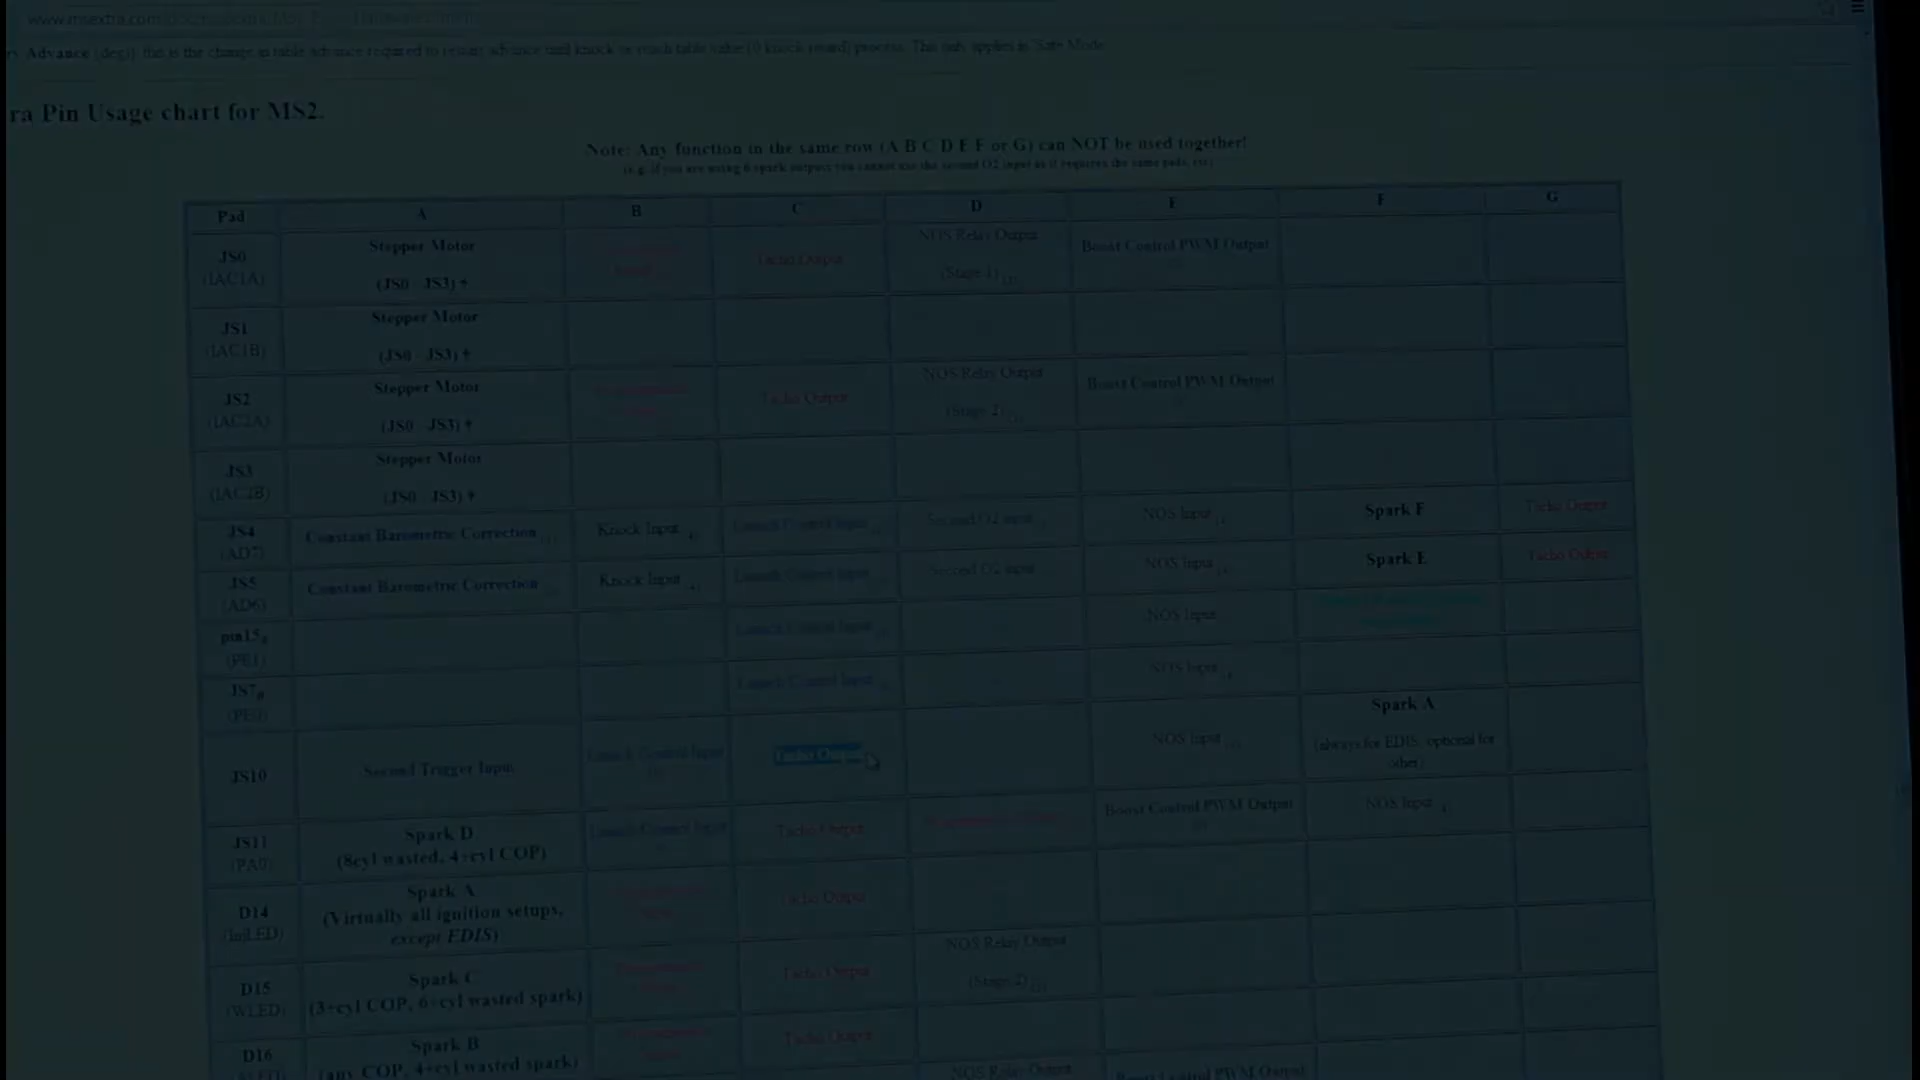 www.msextra.com
ry Advance (deg)} this is the change in table advance required to restart advance until knock or reach table value (0 knock retard) process. This only applies in 'Safe Mode
ra Pin Usage chart for MS2.
Note: Any function in the same row (A B C D E F or G) can NOT be used together!
(e.g. if you are using 6 spark outputs you cannot use the second O2 input as it requires the same pads, etc)
Pad A B C D E F G
JS0
(IAC1A)
Stepper Motor
(JS0 - JS3) +
Tacho Output
NOS Relay Output
(Stage 1)
Boost Control PWM Output
JS1
(IAC1B)
Stepper Motor
(JS0 - JS3) +
JS2
(IAC2A)
Stepper Motor
(JS0 - JS3) +
Tacho Output
NOS Relay Output
(Stage 2)
Boost Control PWM Output
JS3
(IAC2B)
Stepper Motor
(JS0 - JS3) +
JS4
(AD7)
Constant Barometric Correction
Knock Input
Launch Control Input
Second O2 input
NOS Input
Spark F
Tacho Output
JS5
(AD6)
Constant Barometric Correction
Knock Input
Launch Control Input
Second O2 input
NOS Input
Spark E
Tacho Output
pin15
(PE1)
Launch Control Input
NOS Input
JS7
(PE0)
Launch Control Input
NOS Input
JS10
Second Trigger Input
Launch Control Input
Tacho Output
NOS Input
Spark A
(always for EDIS, optional for
other)
JS11
(PA0)
Spark D
(8cyl wasted, 4+cyl COP)
Launch Control Input
Tacho Output
Boost Control PWM Output
NOS Input
D14
(InjLED)
Spark A
(Virtually all ignition setups,
except EDIS)
Tacho Output
D15
(WLED)
Spark C
(3+cyl COP, 6+cyl wasted spark)
Tacho Output
NOS Relay Output
(Stage 2)
D16
Spark B
(any COP, 4+cyl wasted spark)
Tacho Output
NOS Relay Output
Boost Control PWM Output